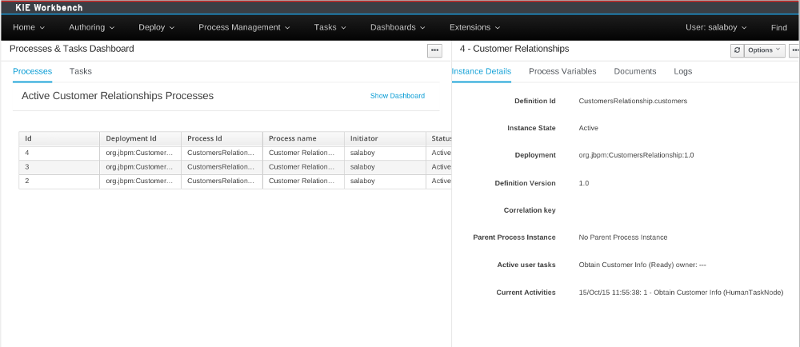 KIE Workbench
Home Authoring Deploy Process Management Tasks Dashboards Extensions User: salaboy Find
Processes & Tasks Dashboard
Processes Tasks
Active Customer Relationships Processes Show Dashboard
Id Deployment Id Process Id Process name Initiator Status
4 org.jbpm:Customer... CustomersRelation... Customer Relation... salaboy Active
3 org.jbpm:Customer... CustomersRelation... Customer Relation... salaboy Active
2 org.jbpm:Customer... CustomersRelation... Customer Relation... salaboy Active
4 - Customer Relationships Options
Instance Details Process Variables Documents Logs
Definition Id CustomersRelationship.customers
Instance State Active
Deployment org.jbpm:CustomersRelationship:1.0
Definition Version 1.0
Correlation key
Parent Process Instance No Parent Process Instance
Active user tasks Obtain Customer Info (Ready) owner: ---
Current Activities 15/Oct/15 11:55:38: 1 - Obtain Customer Info (HumanTaskNode)